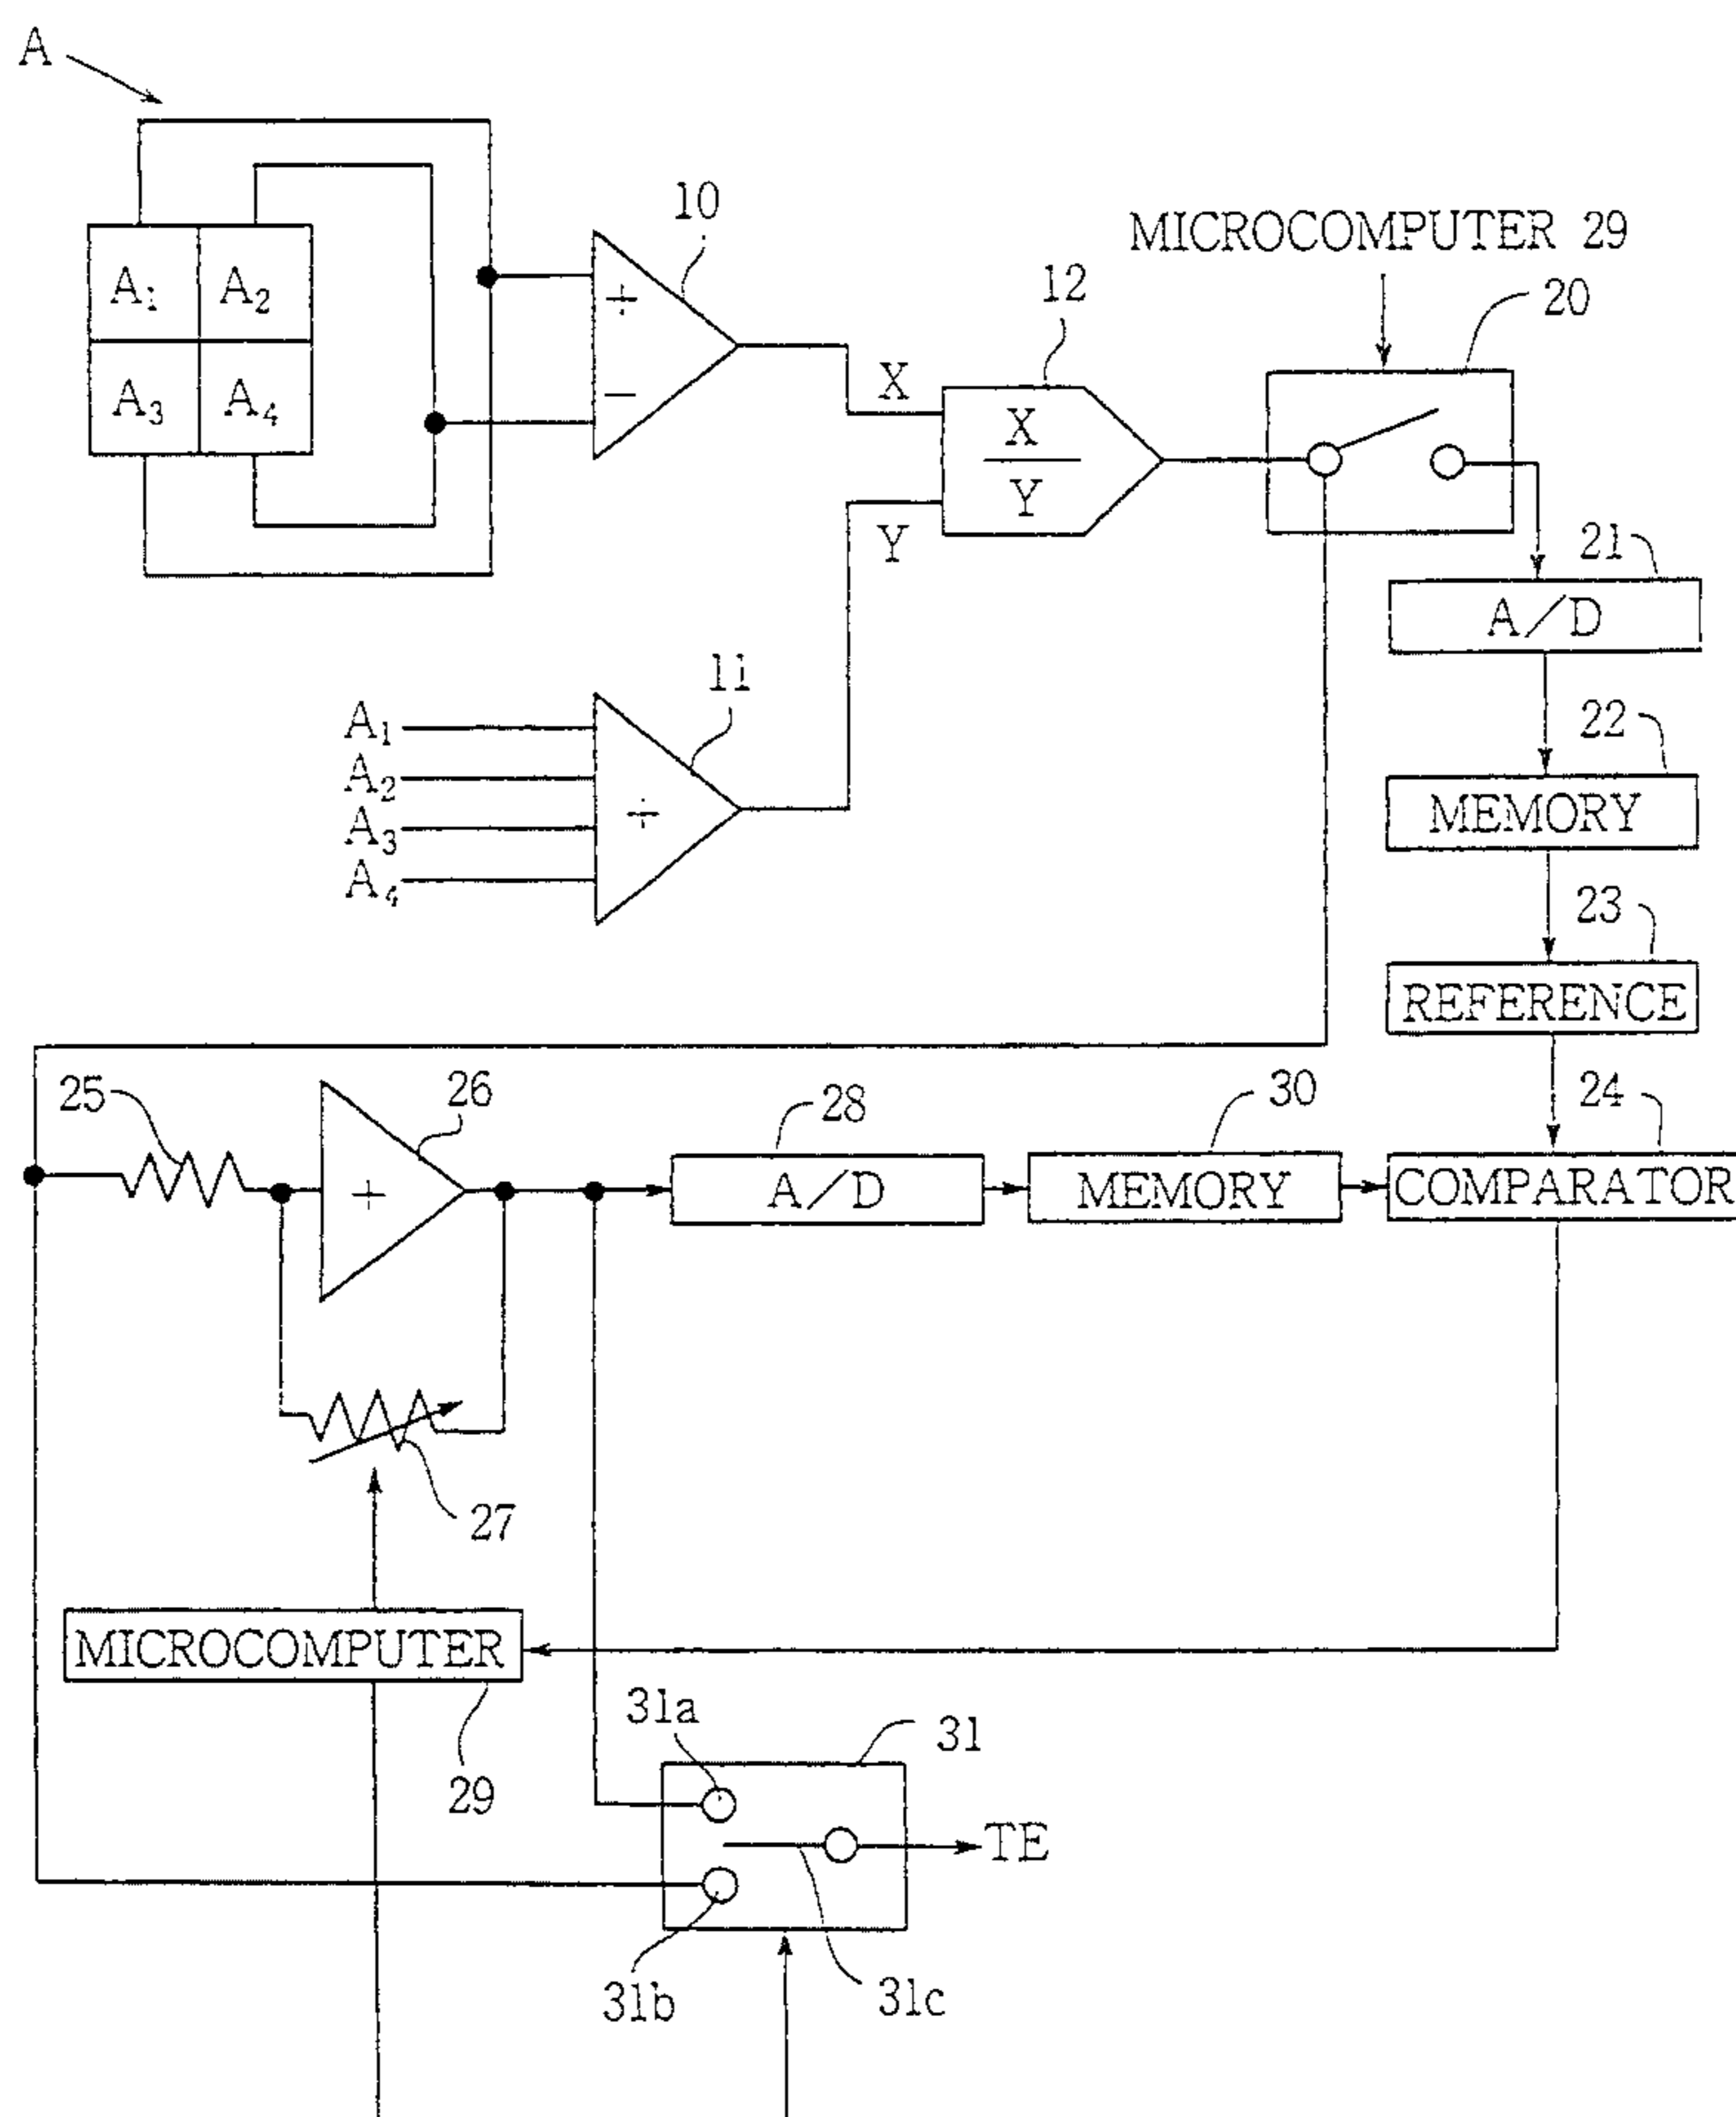 A
10
MICROCOMPUTER 29
12
20
A1 A2
+
A3 A4
−
X
X
Y
Y
21
A/D
11
A1
A2
+
A3
A4
22
MEMORY
23
REFERENCE
25
26
28
30
24
+
A/D
MEMORY
COMPARATOR
27
MICROCOMPUTER
29
31a
31
TE
31b
31c